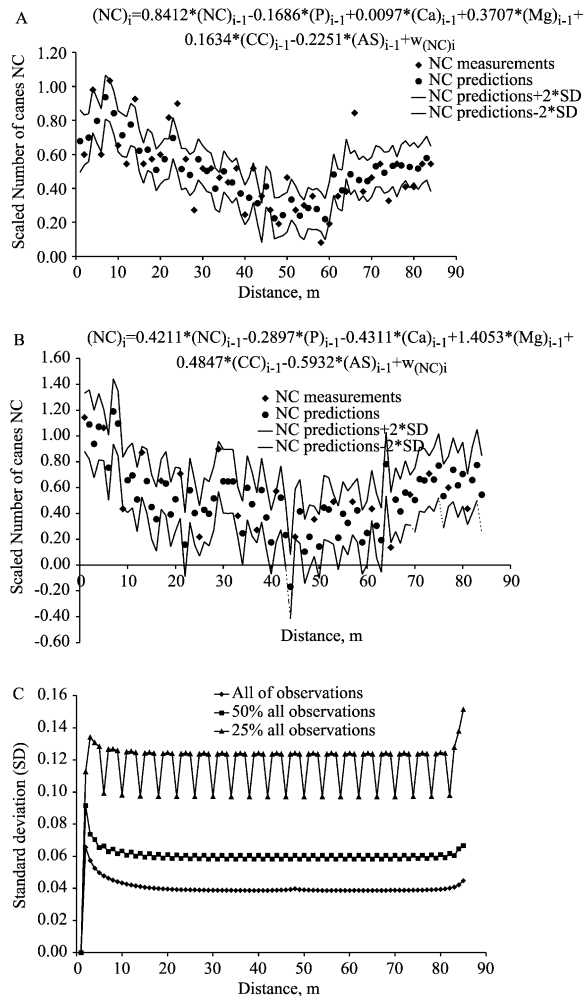 A
(NC)i=0.8412*(NC)i-1-0.1686*(P)i-1+0.0097*(Ca)i-1+0.3707*(Mg)i-1+
0.1634*(CC)i-1-0.2251*(AS)i-1+w(NC)i
NC measurements
NC predictions
NC predictions+2*SD
NC predictions-2*SD
Scaled Number of canes NC
1.20
1.00
0.80
0.60
0.40
0.20
0.00
0 10 20 30 40 50 60 70 80 90
Distance, m
B
(NC)i=0.4211*(NC)i-1-0.2897*(P)i-1-0.4311*(Ca)i-1+1.4053*(Mg)i-1+
0.4847*(CC)i-1-0.5932*(AS)i-1+w(NC)i
NC measurements
NC predictions
NC predictions+2*SD
NC predictions-2*SD
Scaled Number of canes NC
1.60
1.40
1.20
1.00
0.80
0.60
0.40
0.20
0.00
-0.20
-0.40
-0.60
0 10 20 30 40 50 60 70 80 90
Distance, m
C
All of observations
50% all observations
25% all observations
Standard deviation (SD)
0.16
0.14
0.12
0.10
0.08
0.06
0.04
0.02
0.00
0 10 20 30 40 50 60 70 80 90
Distance, m